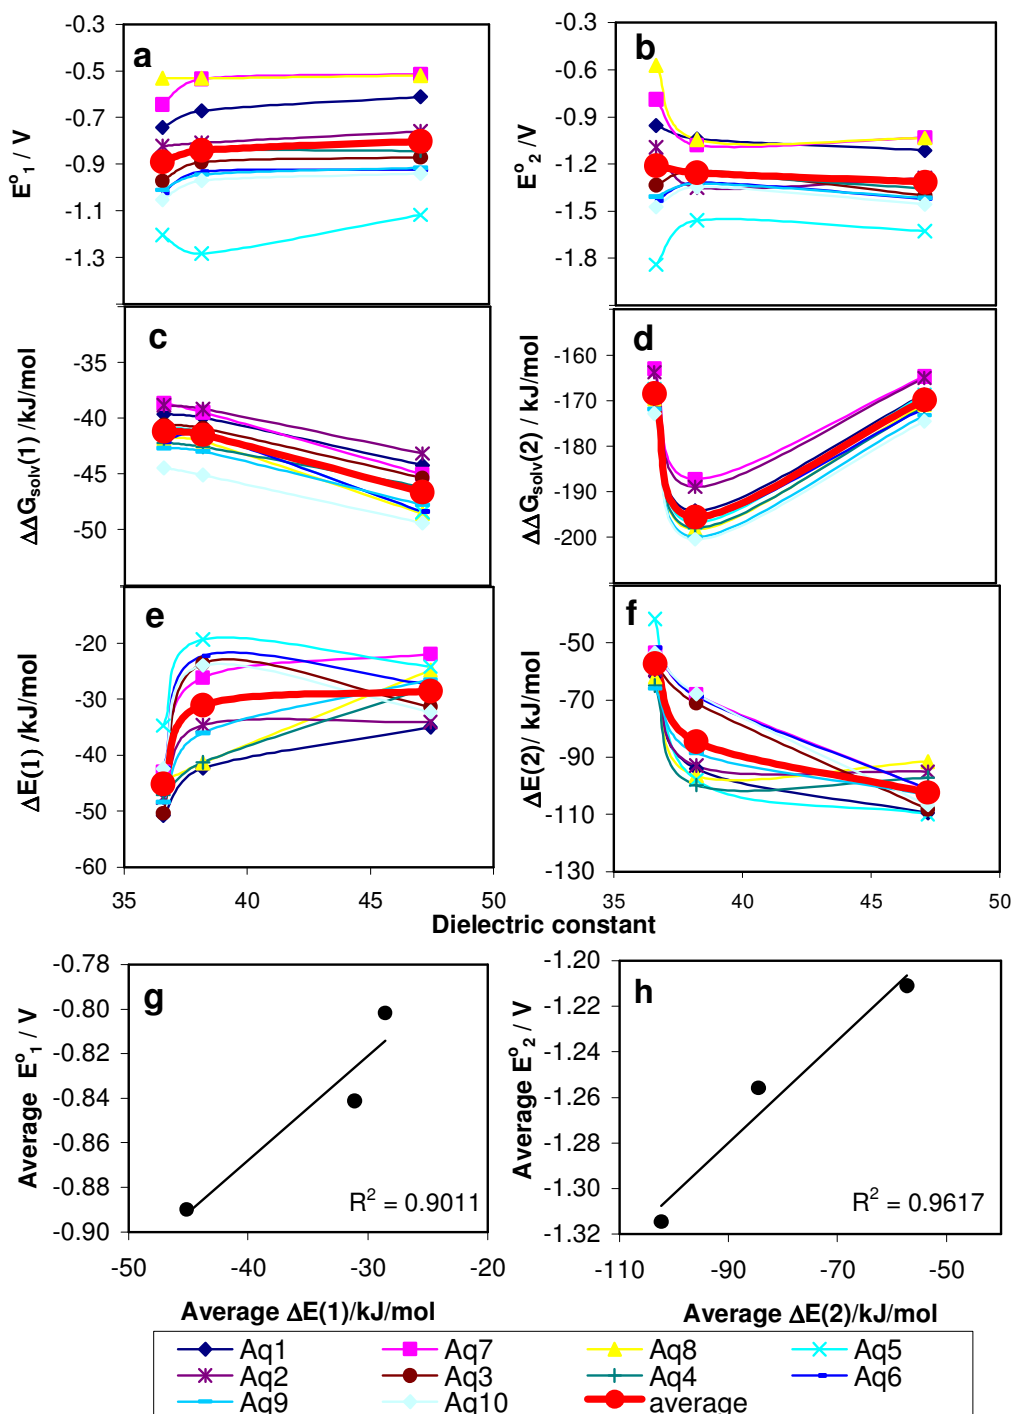 a
-0.3
-0.5
-0.7
-0.9
-1.1
-1.3
E°1 / V
b
-0.3
-0.6
-0.9
-1.2
-1.5
-1.8
E°2 /V
c
-35
-40
-45
-50
ΔΔGsolv(1) /kJ/mol
d
-160
-170
-180
-190
-200
ΔΔGsolv(2) / kJ/mol
e
-20
-30
-40
-50
-60
ΔE(1) /kJ/mol
35 40 45 50
f
-50
-70
-90
-110
-130
ΔE(2)/ kJ/mol
35 40 45 50
Dielectric constant
g
-0.78
-0.80
-0.82
-0.84
-0.86
-0.88
-0.90
Average E°1 / V
R2 = 0.9011
-50 -40 -30 -20
Average ΔE(1)/kJ/mol
h
-1.20
-1.22
-1.24
-1.26
-1.28
-1.30
-1.32
Average E°2 / V
R2 = 0.9617
-110 -90 -70 -50
Average ΔE(2)/kJ/mol
Aq1 Aq7 Aq8 Aq5
Aq2 Aq3 Aq4 Aq6
Aq9 Aq10 average